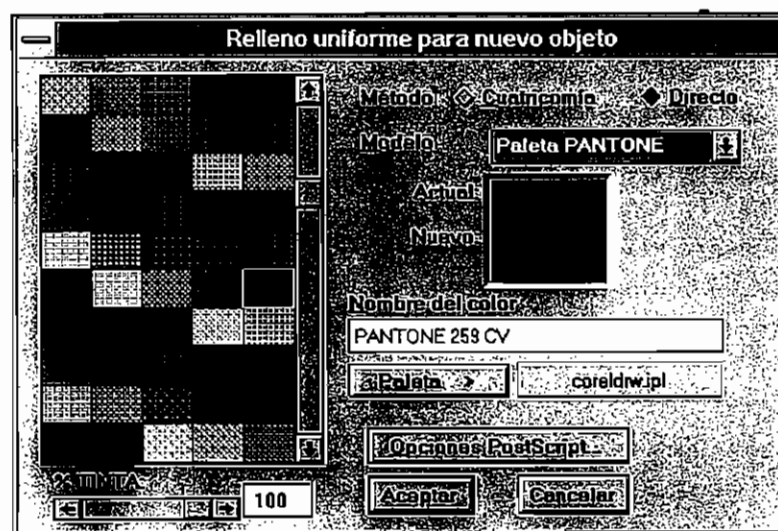 Relleno uniforme para nuevo objeto
Método: Cuatricomía Directo
Modelo: Paleta PANTONE
Actual:
Nuevo:
Nombre del color:
PANTONE 259 CV
Paleta > coreldrw.ipl
Opciones PostScript...
% TINTA
100
Aceptar Cancelar